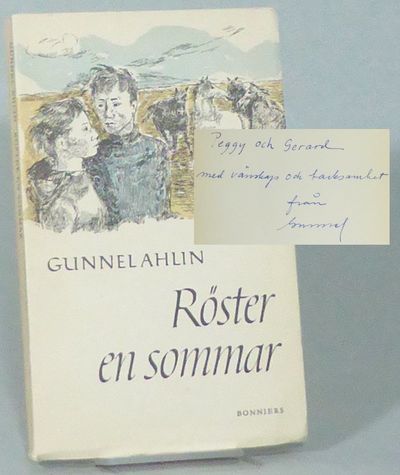 Peggy och Gerard
med vänskap och tacksamhet
från
Gunnel
GUNNEL AHLIN
Röster
en sommar
BONNIERS